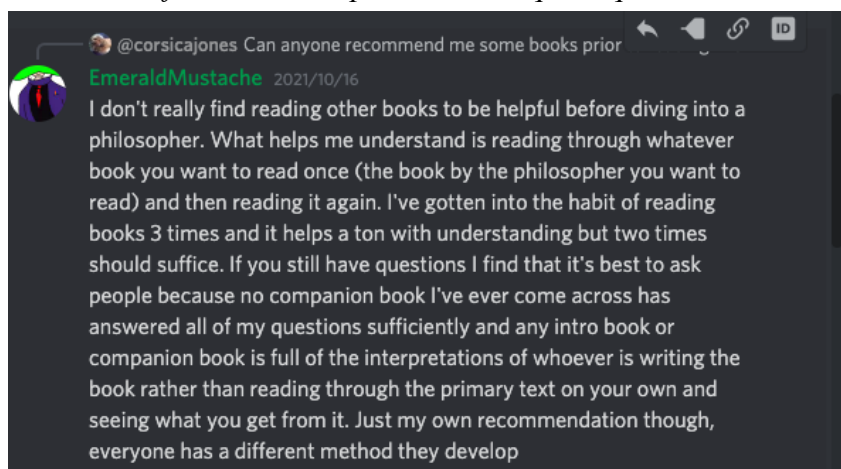 @corsicajones Can anyone recommend me some books prior
ID
EmeraldMustache 2021/10/16
I don't really find reading other books to be helpful before diving into a
philosopher. What helps me understand is reading through whatever
book you want to read once (the book by the philosopher you want to
read) and then reading it again. I've gotten into the habit of reading
books 3 times and it helps a ton with understanding but two times
should suffice. If you still have questions I find that it's best to ask
people because no companion book I've ever come across has
answered all of my questions sufficiently and any intro book or
companion book is full of the interpretations of whoever is writing the
book rather than reading through the primary text on your own and
seeing what you get from it. Just my own recommendation though,
everyone has a different method they develop